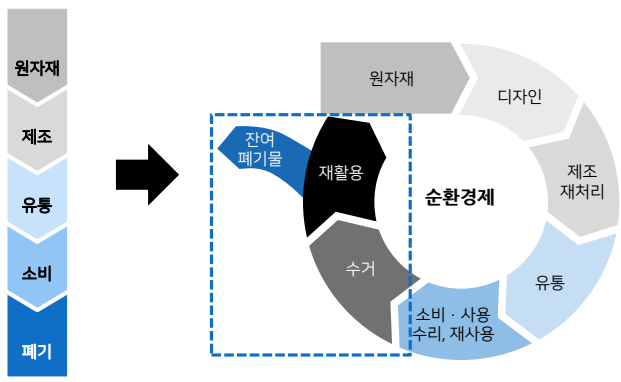 원자재
제조
유통
소비
폐기
원자재
디자인
제조
재처리
유통
소비 · 사용
수리, 재사용
수거
재활용
잔여
폐기물
순환경제